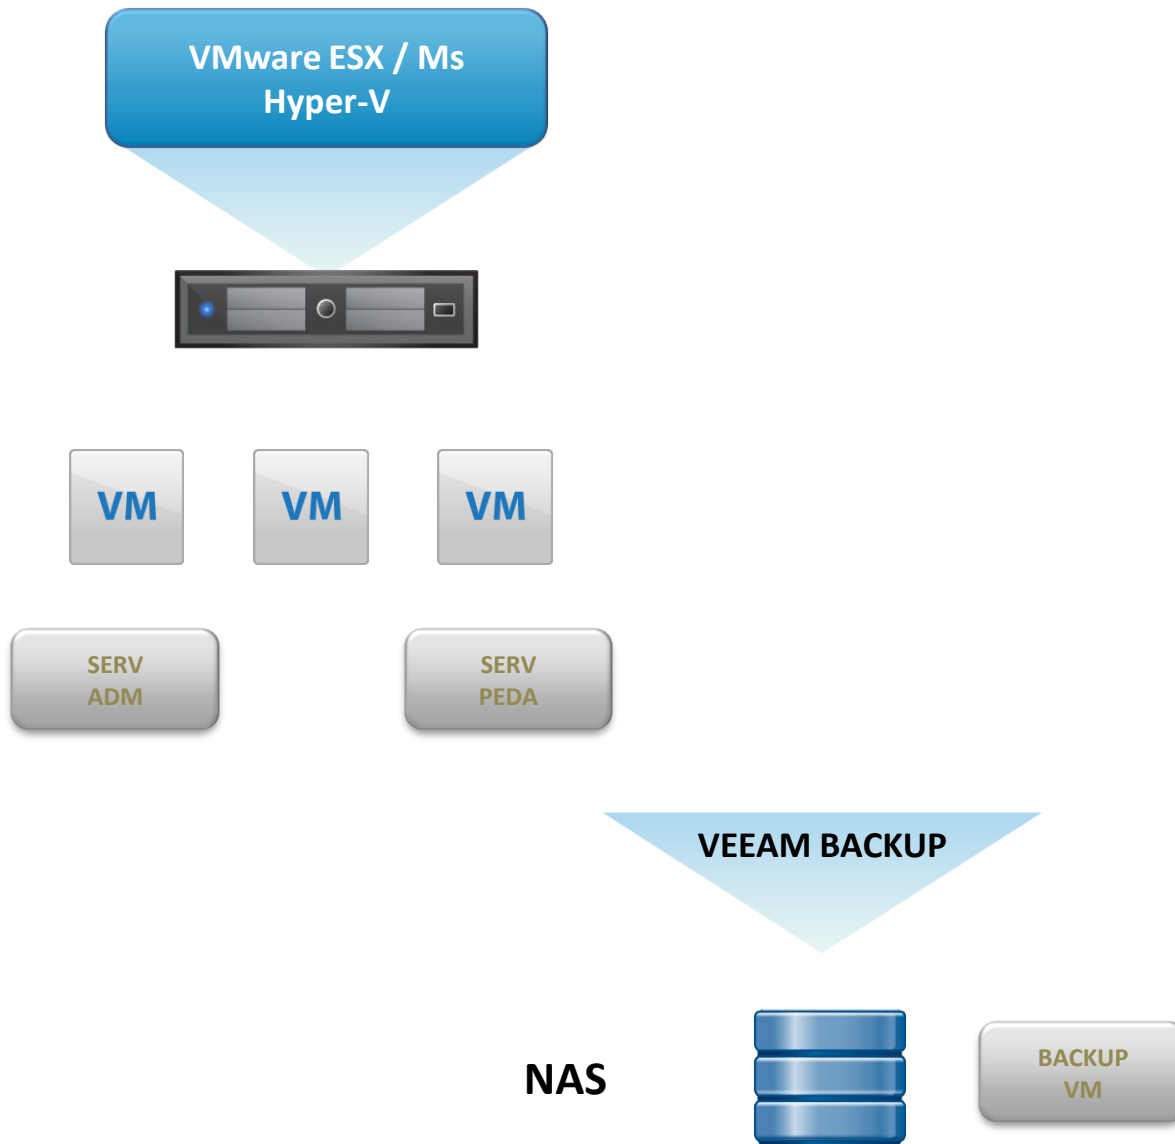 VMware ESX / Ms
Hyper-V
VM
VM
VM
SERV
ADM
SERV
PEDA
VEEAM BACKUP
NAS
BACKUP
VM